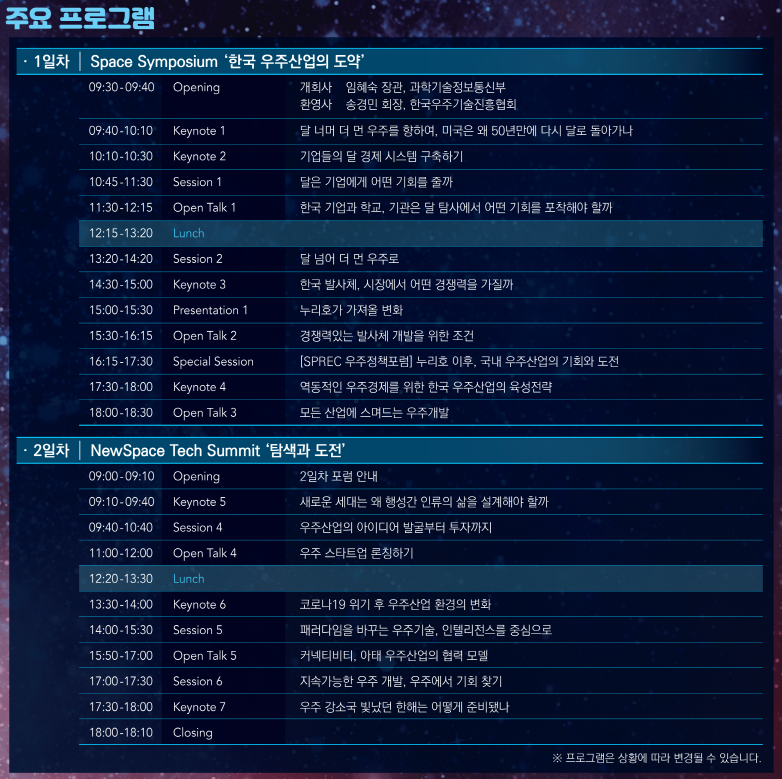 주요 프로그램
· 1일차 | Space Symposium ‘한국 우주산업의 도약’
09:30-09:40 Opening 개회사 임혜숙 장관, 과학기술정보통신부
환영사 송경민 회장, 한국우주기술진흥협회
09:40-10:10 Keynote 1 달 너머 더 먼 우주를 향하여, 미국은 왜 50년만에 다시 달로 돌아가나
10:10-10:30 Keynote 2 기업들의 달 경제 시스템 구축하기
10:45-11:30 Session 1 달은 기업에게 어떤 기회를 줄까
11:30-12:15 Open Talk 1 한국 기업과 학교, 기관은 달 탐사에서 어떤 기회를 포착해야 할까
12:15-13:20 Lunch
13:20-14:20 Session 2 달 넘어 더 먼 우주로
14:30-15:00 Keynote 3 한국 발사체, 시장에서 어떤 경쟁력을 가질까
15:00-15:30 Presentation 1 누리호가 가져올 변화
15:30-16:15 Open Talk 2 경쟁력있는 발사체 개발을 위한 조건
16:15-17:30 Special Session [SPREC 우주정책포럼] 누리호 이후, 국내 우주산업의 기회와 도전
17:30-18:00 Keynote 4 역동적인 우주경제를 위한 한국 우주산업의 육성전략
18:00-18:30 Open Talk 3 모든 산업에 스며드는 우주개발
· 2일차 | NewSpace Tech Summit ‘탐색과 도전’
09:00-09:10 Opening 2일차 포럼 안내
09:10-09:40 Keynote 5 새로운 세대는 왜 행성간 인류의 삶을 설계해야 할까
09:40-10:40 Session 4 우주산업의 아이디어 발굴부터 투자까지
11:00-12:00 Open Talk 4 우주 스타트업 론칭하기
12:20-13:30 Lunch
13:30-14:00 Keynote 6 코로나19 위기 후 우주산업 환경의 변화
14:00-15:30 Session 5 패러다임을 바꾸는 우주기술, 인텔리전스를 중심으로
15:50-17:00 Open Talk 5 커넥티비티, 아태 우주산업의 협력 모델
17:00-17:30 Session 6 지속가능한 우주 개발, 우주에서 기회 찾기
17:30-18:00 Keynote 7 우주 강소국 빛났던 한해는 어떻게 준비됐나
18:00-18:10 Closing
※ 프로그램은 상황에 따라 변경될 수 있습니다.